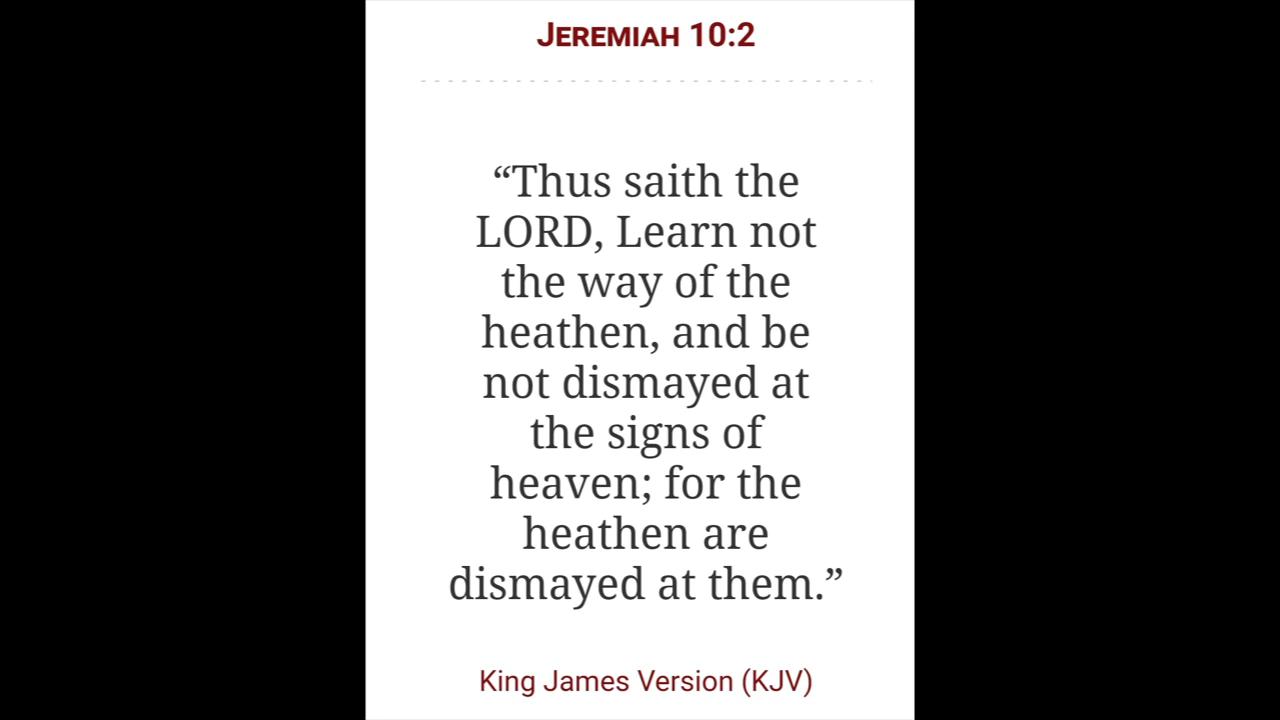 JEREMIAH 10:2
“Thus saith the
LORD, Learn not
the way of the
heathen, and be
not dismayed at
the signs of
heaven; for the
heathen are
dismayed at them.”
King James Version (KJV)